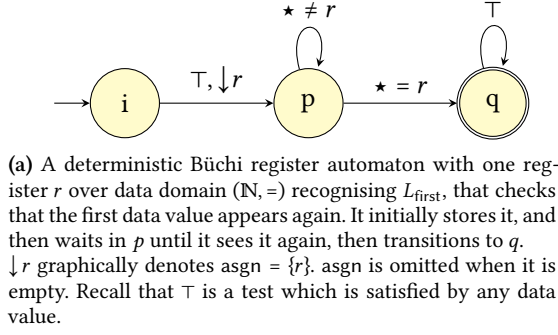 ⋆ ≠ r
⊤
i
⊤, ↓r
p
⋆ = r
q
(a) A deterministic Büchi register automaton with one reg-
ister r over data domain (ℕ, =) recognising L_first, that checks
that the first data value appears again. It initially stores it, and
then waits in p until it sees it again, then transitions to q.
↓r graphically denotes asgn = {r}. asgn is omitted when it is
empty. Recall that ⊤ is a test which is satisfied by any data
value.